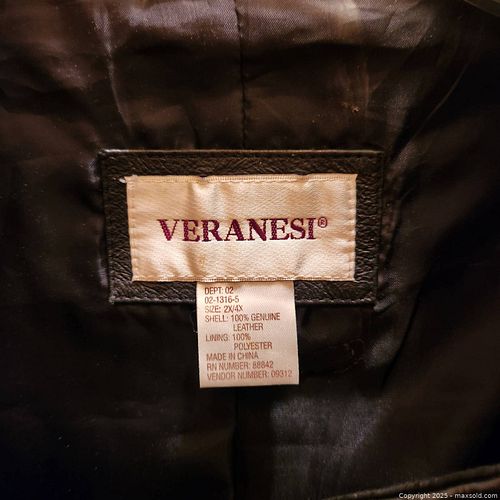 VERANESI®
DEPT: 02
02-1316-5
SIZE: 2X/4X
SHELL: 100% GENUINE
LEATHER
LINING: 100%
POLYESTER
MADE IN CHINA
RN NUMBER: 88842
VENDOR NUMBER: 09312
Copyright 2025 - maxsold.com